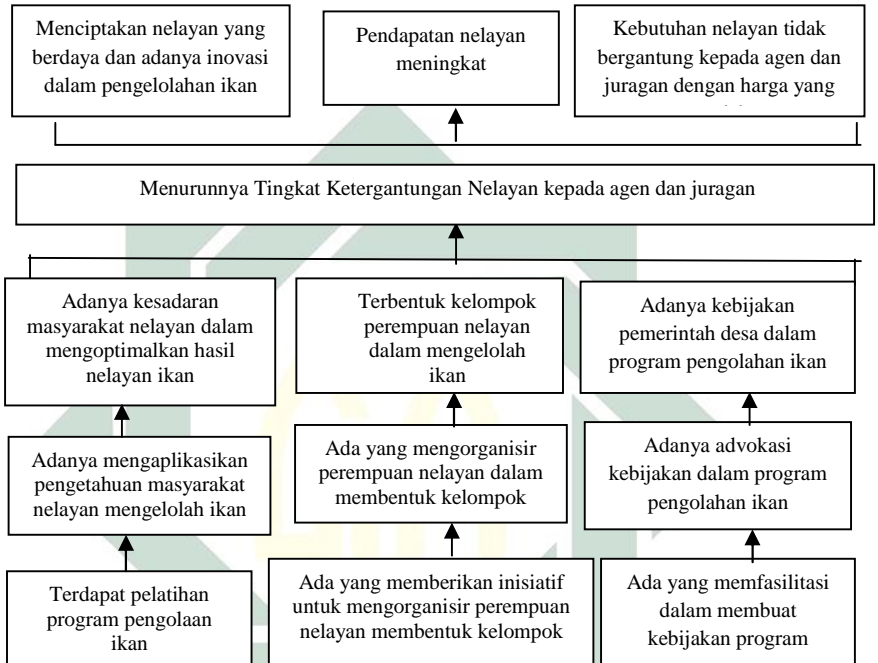 Menciptakan nelayan yang
berdaya dan adanya inovasi
dalam pengelolahan ikan
Pendapatan nelayan
meningkat
Kebutuhan nelayan tidak
bergantung kepada agen dan
juragan dengan harga yang
Menurunnya Tingkat Ketergantungan Nelayan kepada agen dan juragan
Adanya kesadaran
masyarakat nelayan dalam
mengoptimalkan hasil
nelayan ikan
Terbentuk kelompok
perempuan nelayan
dalam mengelolah
ikan
Adanya kebijakan
pemerintah desa dalam
program pengolahan ikan
Adanya mengaplikasikan
pengetahuan masyarakat
nelayan mengelolah ikan
Ada yang mengorganisir
perempuan nelayan dalam
membentuk kelompok
Adanya advokasi
kebijakan dalam program
pengolahan ikan
Terdapat pelatihan
program pengolaan
ikan
Ada yang memberikan inisiatif
untuk mengorganisir perempuan
nelayan membentuk kelompok
Ada yang memfasilitasi
dalam membuat
kebijakan program